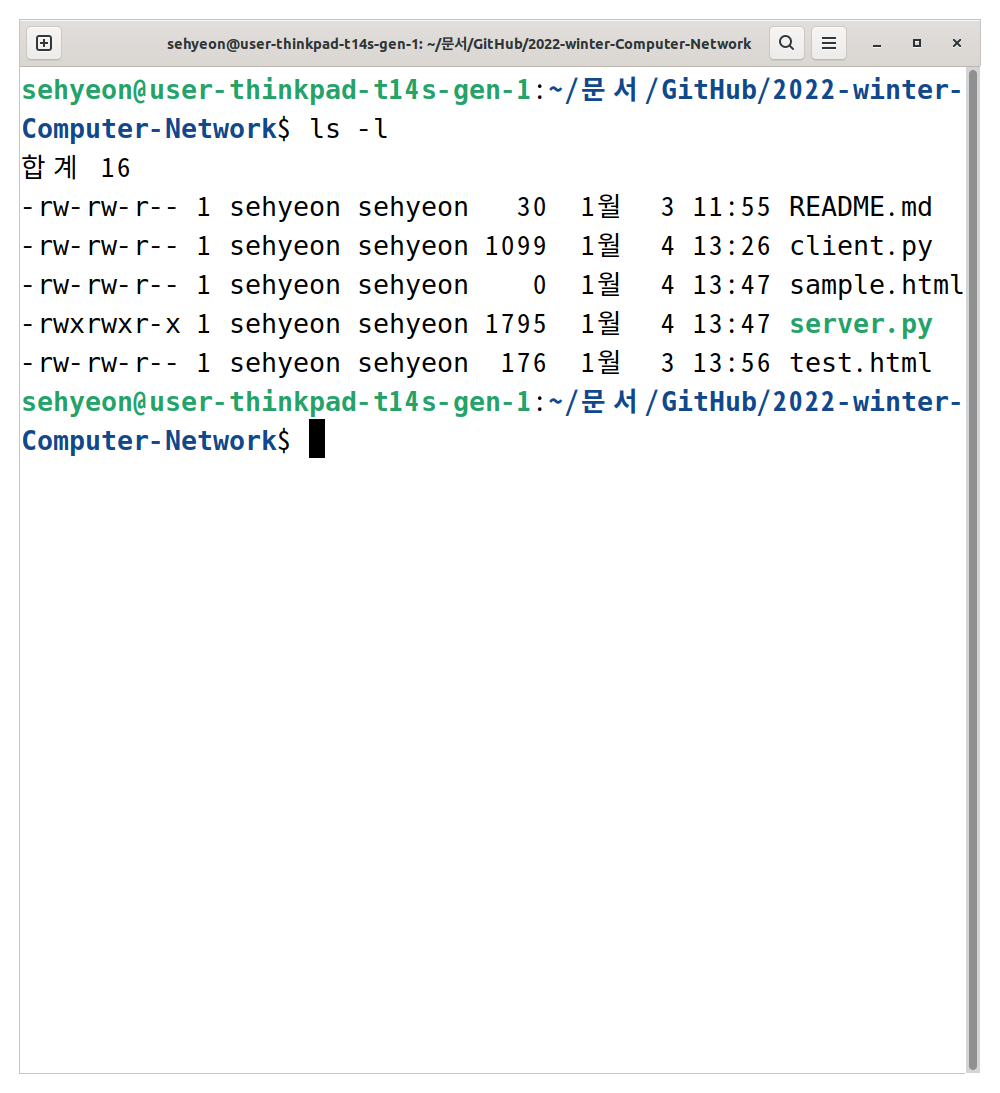 sehyeon@user-thinkpad-t14s-gen-1: ~/문서/GitHub/2022-winter-Computer-Network
sehyeon@user-thinkpad-t14s-gen-1:~/문서/GitHub/2022-winter-
Computer-Network$ ls -l
합계 16
-rw-rw-r-- 1 sehyeon sehyeon   30  1월  3 11:55 README.md
-rw-rw-r-- 1 sehyeon sehyeon 1099  1월  4 13:26 client.py
-rw-rw-r-- 1 sehyeon sehyeon    0  1월  4 13:47 sample.html
-rwxrwxr-x 1 sehyeon sehyeon 1795  1월  4 13:47 server.py
-rw-rw-r-- 1 sehyeon sehyeon  176  1월  3 13:56 test.html
sehyeon@user-thinkpad-t14s-gen-1:~/문서/GitHub/2022-winter-
Computer-Network$